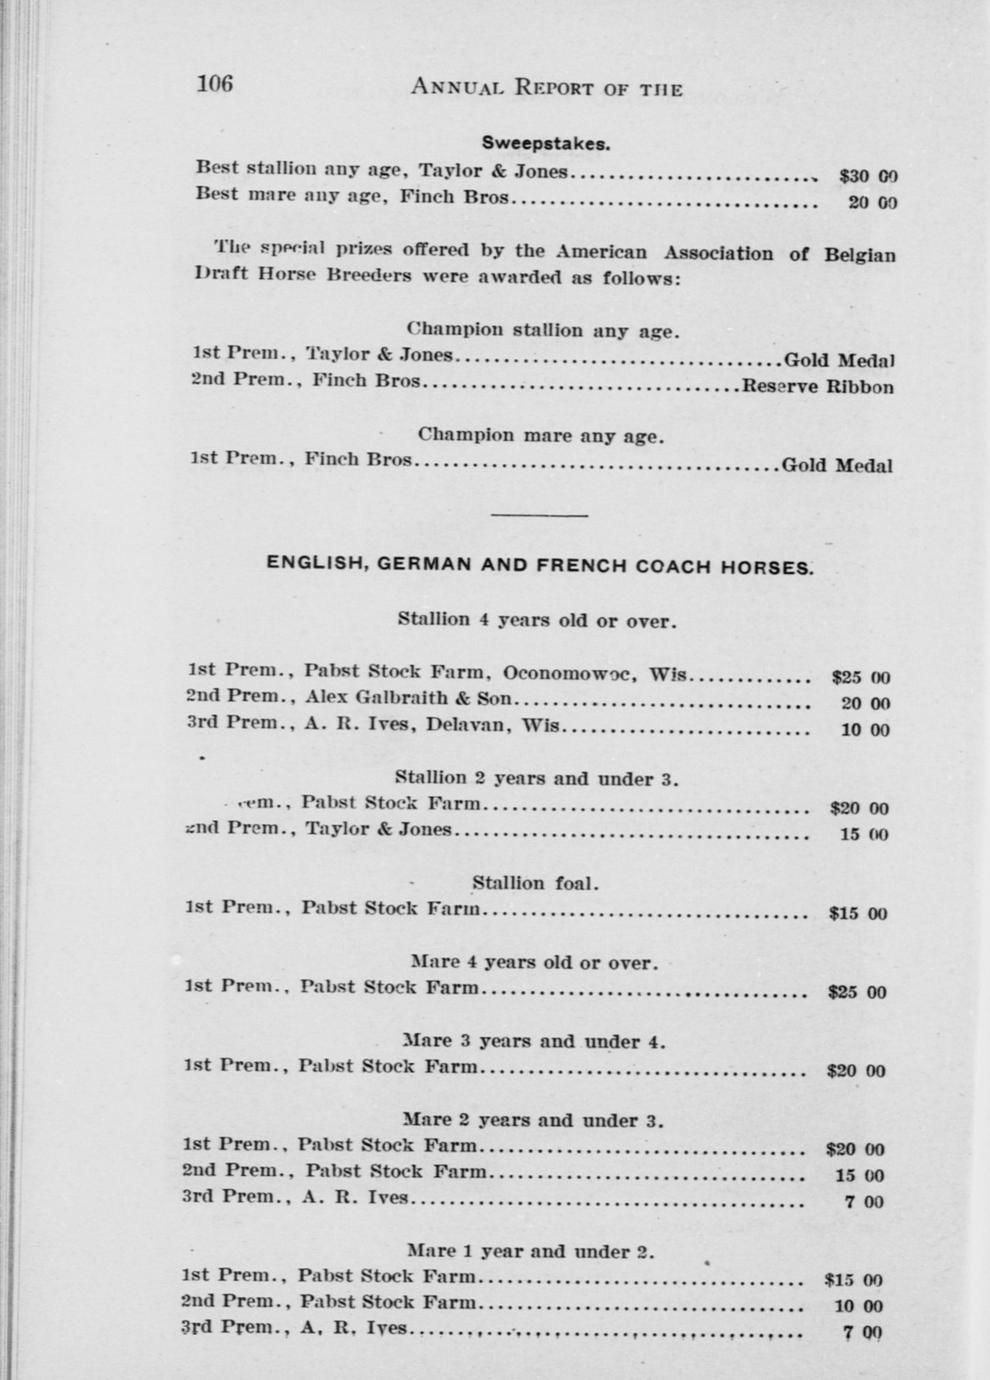 106 ANNUAL REPORT OF THE
Sweepstakes.
Best stallion any age, Taylor & Jones.......................... $30 00
Best mare any age, Finch Bros................................ 20 00
The special prizes offered by the American Association of Belgian
Draft Horse Breeders were awarded as follows:
Champion stallion any age.
1st Prem., Taylor & Jones..................................Gold Medal
2nd Prem., Finch Bros.................................Reserve Ribbon
Champion mare any age.
1st Prem., Finch Bros......................................Gold Medal
ENGLISH, GERMAN AND FRENCH COACH HORSES.
Stallion 4 years old or over.
1st Prem., Pabst Stock Farm, Oconomowoc, Wis............. $25 00
2nd Prem., Alex Galbraith & Son............................... 20 00
3rd Prem., A. R. Ives, Delavan, Wis.......................... 10 00
Stallion 2 years and under 3.
em., Pabst Stock Farm.................................. $20 00
2nd Prem., Taylor & Jones..................................... 15 00
Stallion foal.
1st Prem., Pabst Stock Farm.................................. $15 00
Mare 4 years old or over.
1st Prem., Pabst Stock Farm.................................. $25 00
Mare 3 years and under 4.
1st Prem., Pabst Stock Farm.................................. $20 00
Mare 2 years and under 3.
1st Prem., Pabst Stock Farm.................................. $20 00
2nd Prem., Pabst Stock Farm................................. 15 00
3rd Prem., A. R. Ives......................................... 7 00
Mare 1 year and under 2.
1st Prem., Pabst Stock Farm.................................. $15 00
2nd Prem., Pabst Stock Farm.................................. 10 00
3rd Prem., A. R. Ives......................................... 7 00